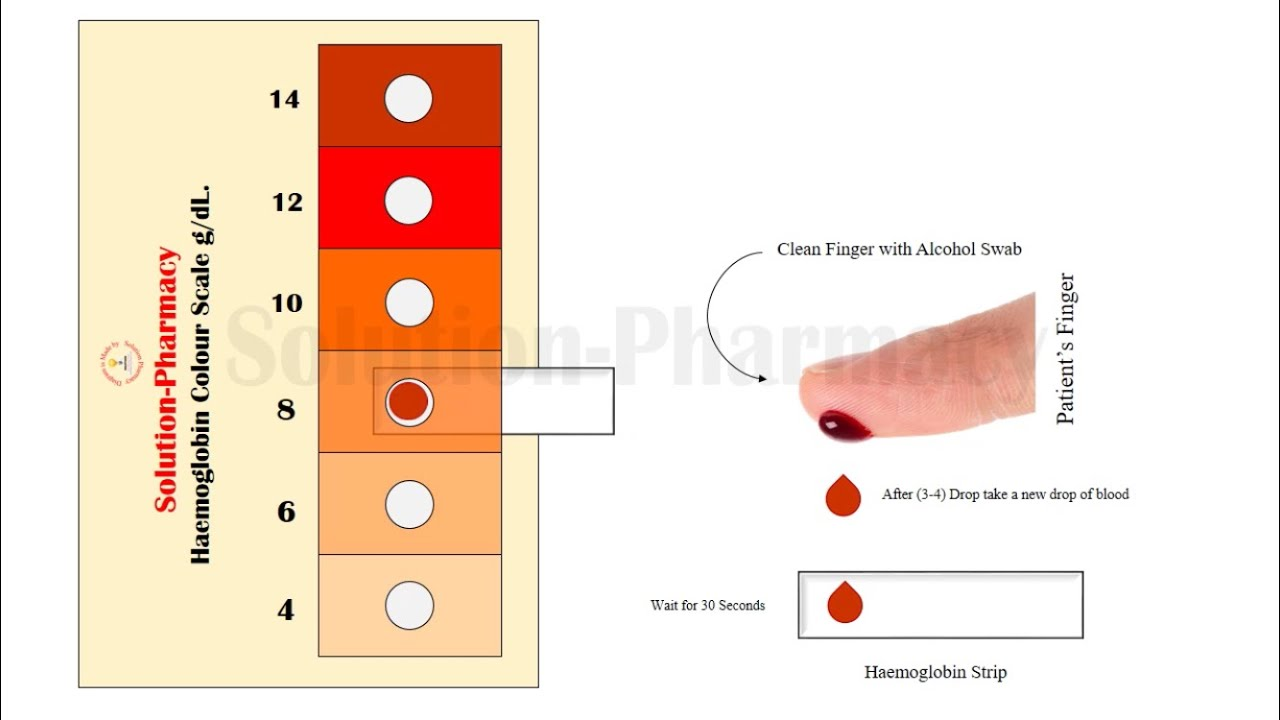 14
12
10
8
6
4
Solution-Pharmacy
Haemoglobin Colour Scale g/dL.
Solution-Pharmacy
Clean Finger with Alcohol Swab
Patient's Finger
After (3-4) Drop take a new drop of blood
Wait for 30 Seconds
Haemoglobin Strip